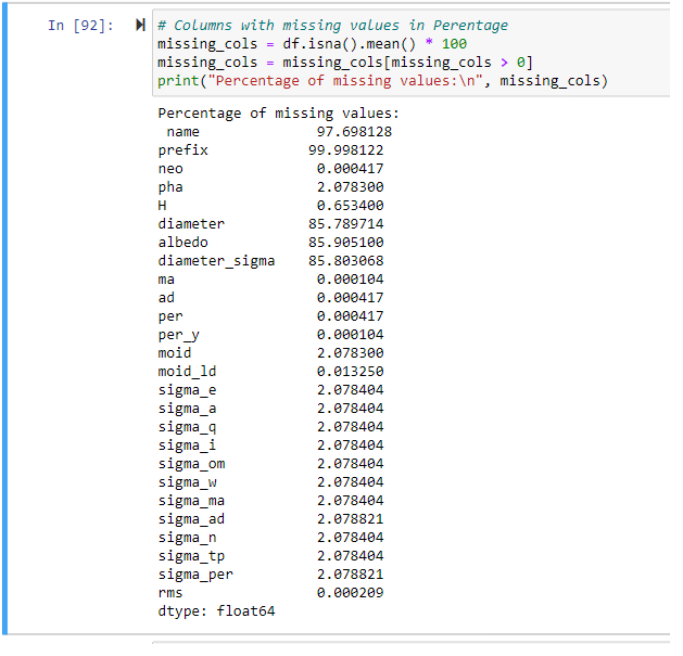 In [92]:
# Columns with missing values in Perentage
missing_cols = df.isna().mean() * 100
missing_cols = missing_cols[missing_cols > 0]
print("Percentage of missing values:\n", missing_cols)
Percentage of missing values:
name 97.698128
prefix 99.998122
neo 0.000417
pha 2.078300
H 0.653400
diameter 85.789714
albedo 85.905100
diameter_sigma 85.803068
ma 0.000104
ad 0.000417
per 0.000417
per_y 0.000104
moid 2.078300
moid_ld 0.013250
sigma_e 2.078404
sigma_a 2.078404
sigma_q 2.078404
sigma_i 2.078404
sigma_om 2.078404
sigma_w 2.078404
sigma_ma 2.078404
sigma_ad 2.078821
sigma_n 2.078404
sigma_tp 2.078404
sigma_per 2.078821
rms 0.000209
dtype: float64